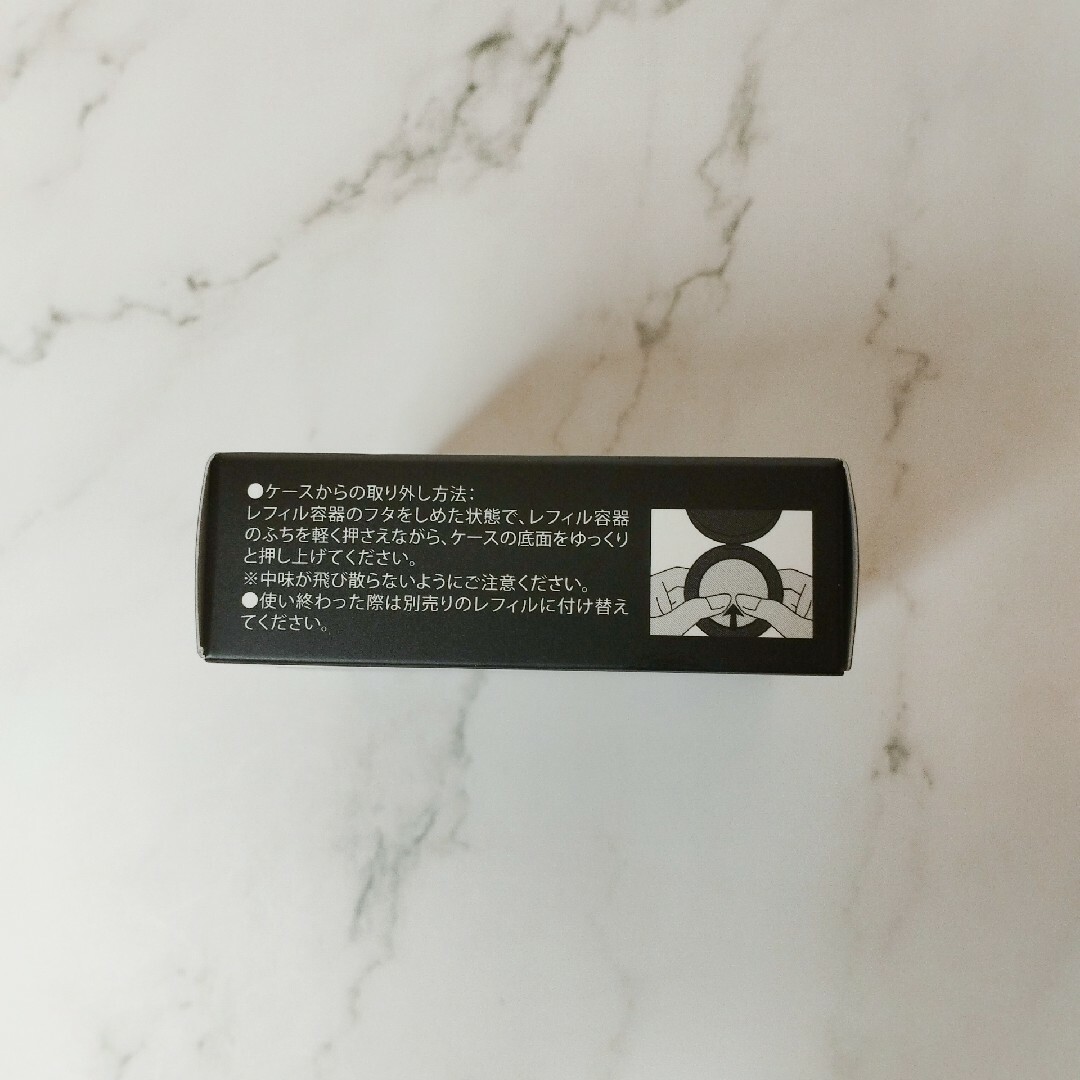 ●ケースからの取り外し方法：
レフィル容器のフタをしめた状態で、レフィル容器
のふちを軽く押さえながら、ケースの底面をゆっくり
と押し上げてください。
※中味が飛び散らないようにご注意ください。
●使い終わった際は別売りのレフィルに付け替え
てください。